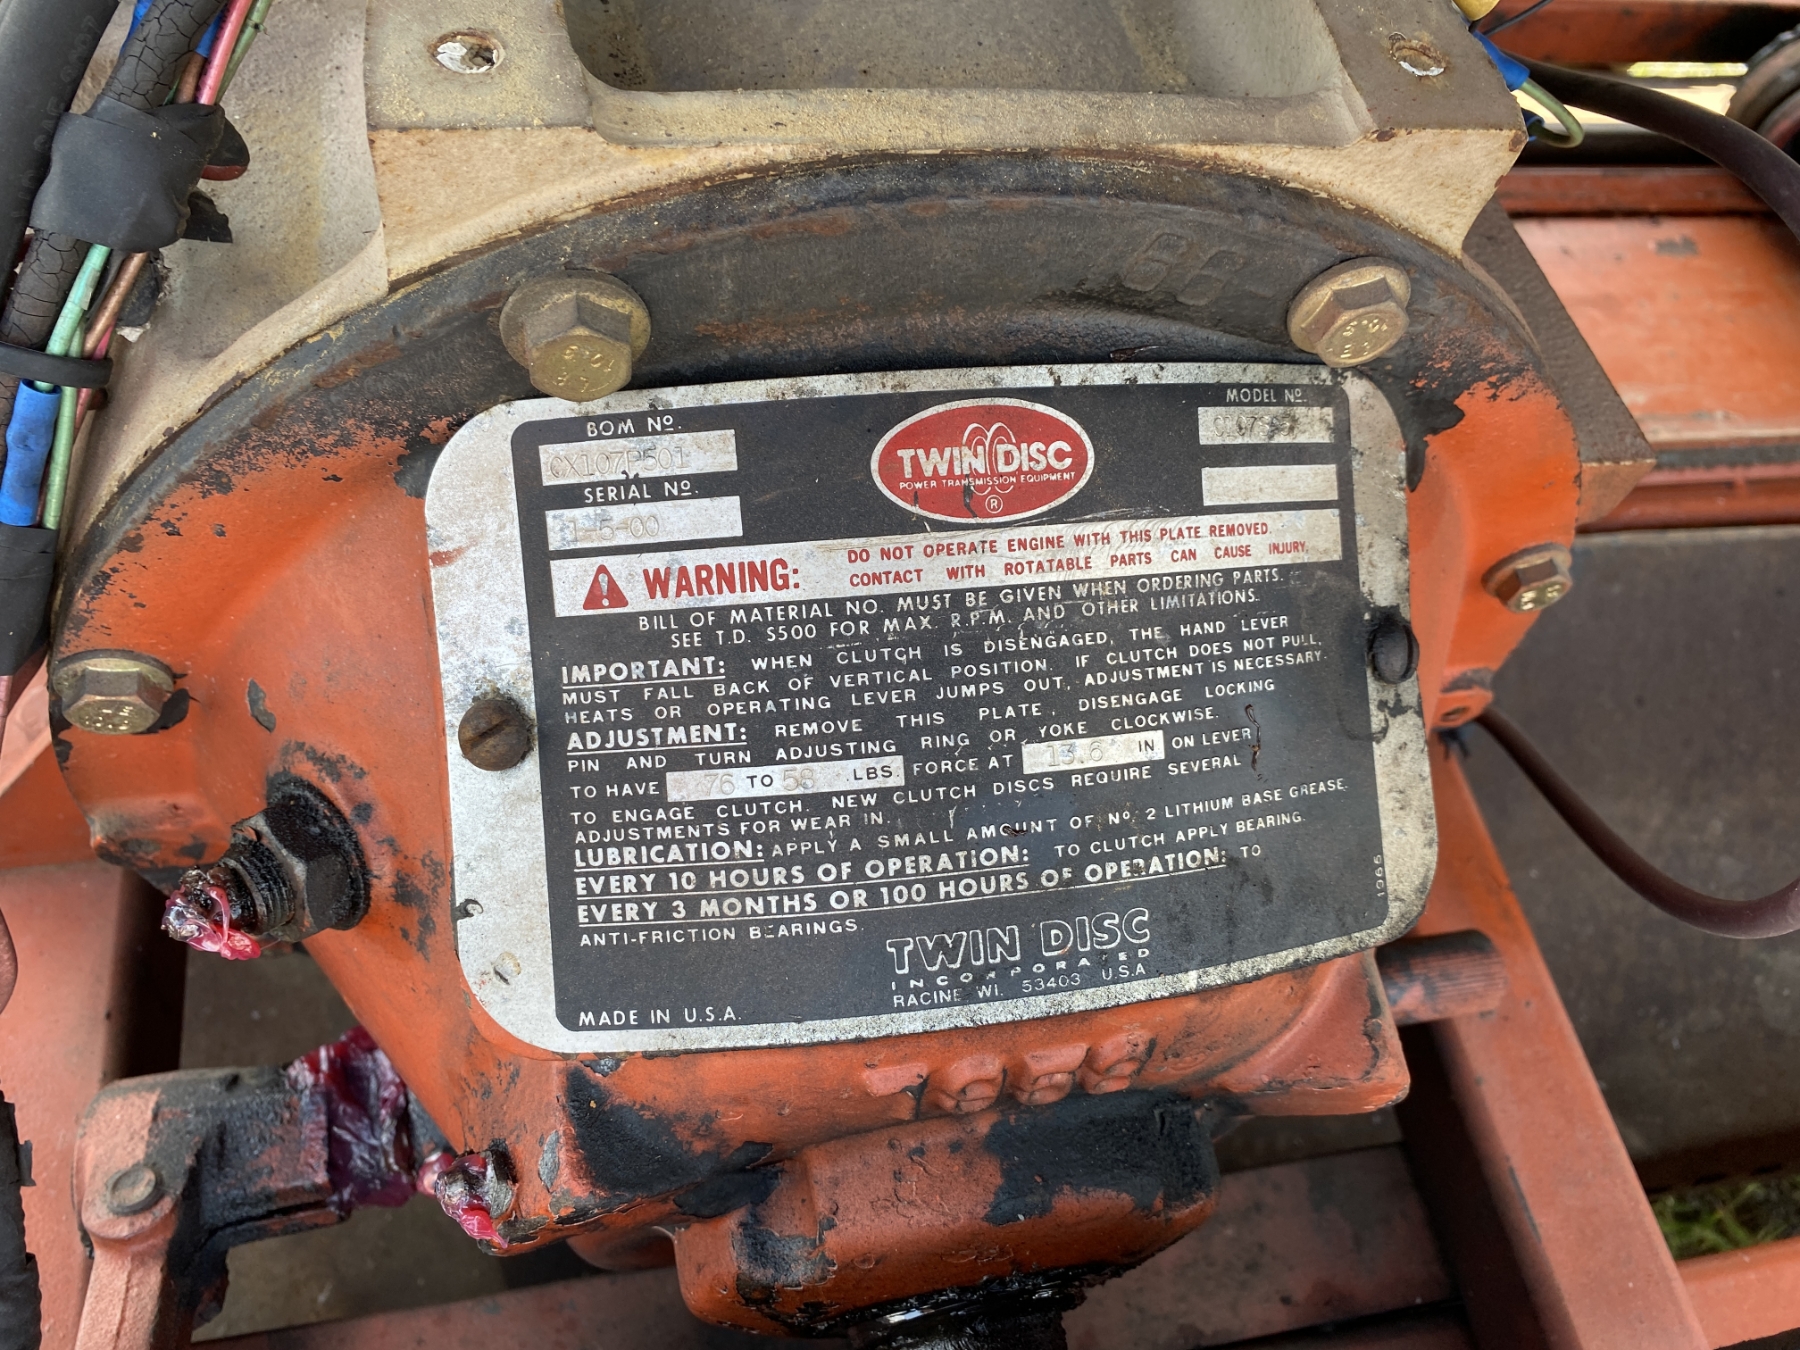 BOM Nº.
CX107P501
SERIAL Nº.
1-5-00
TWIN DISC
POWER TRANSMISSION EQUIPMENT
®
MODEL Nº.
WARNING: DO NOT OPERATE ENGINE WITH THIS PLATE REMOVED.
CONTACT WITH ROTATABLE PARTS CAN CAUSE INJURY.
BILL OF MATERIAL NO. MUST BE GIVEN WHEN ORDERING PARTS.
SEE T.D. S500 FOR MAX. R.P.M. AND OTHER LIMITATIONS.
IMPORTANT: WHEN CLUTCH IS DISENGAGED, THE HAND LEVER
MUST FALL BACK OF VERTICAL POSITION. IF CLUTCH DOES NOT PULL,
HEATS OR OPERATING LEVER JUMPS OUT, ADJUSTMENT IS NECESSARY.
ADJUSTMENT: REMOVE THIS PLATE, DISENGAGE LOCKING
PIN AND TURN ADJUSTING RING OR YOKE CLOCKWISE.
TO HAVE 76 TO 58 LBS. FORCE AT 13.6 IN ON LEVER
TO ENGAGE CLUTCH. NEW CLUTCH DISCS REQUIRE SEVERAL
ADJUSTMENTS FOR WEAR IN.
LUBRICATION: APPLY A SMALL AMOUNT OF Nº. 2 LITHIUM BASE GREASE
EVERY 10 HOURS OF OPERATION: TO CLUTCH APPLY BEARING.
EVERY 3 MONTHS OR 100 HOURS OF OPERATION: TO
ANTI-FRICTION BEARINGS.
TWIN DISC
INCORPORATED
RACINE WI. 53403 U.S.A
MADE IN U.S.A.
1965